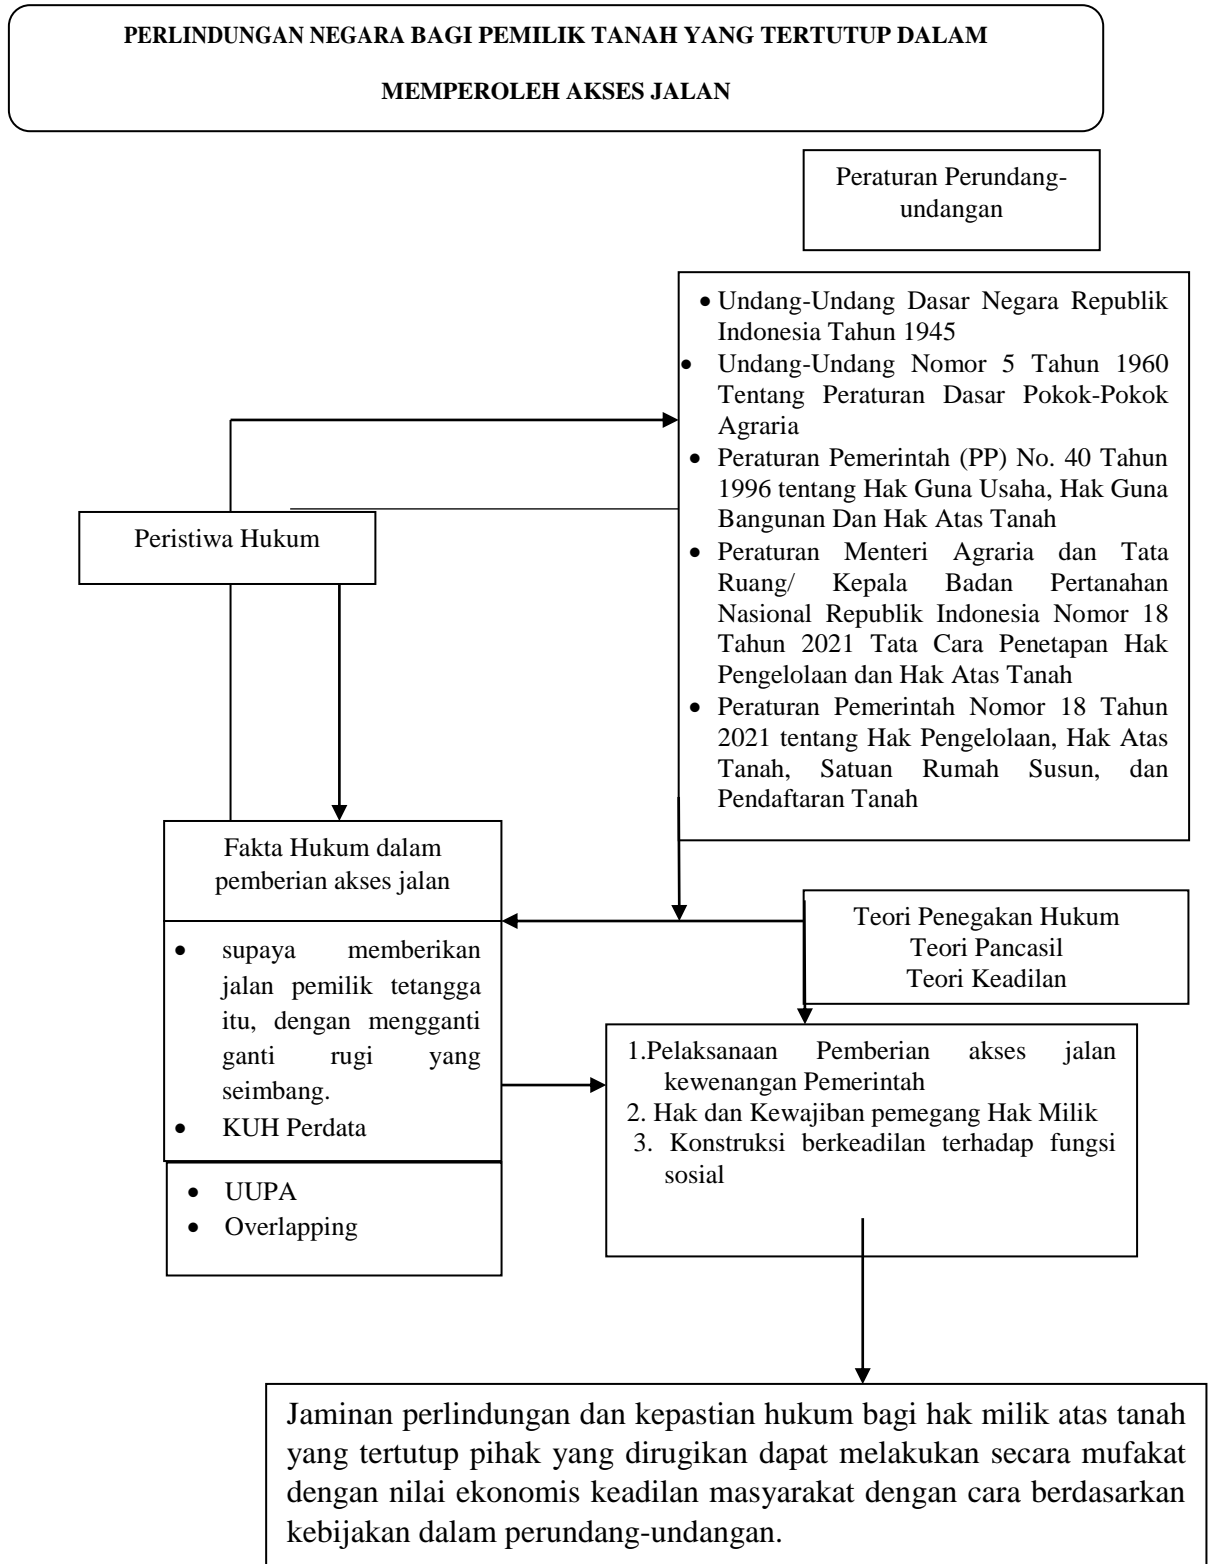 PERLINDUNGAN NEGARA BAGI PEMILIK TANAH YANG TERTUTUP DALAM
MEMPEROLEH AKSES JALAN
Peraturan Perundang-
undangan
• Undang-Undang Dasar Negara Republik
Indonesia Tahun 1945
• Undang-Undang Nomor 5 Tahun 1960
Tentang Peraturan Dasar Pokok-Pokok
Agraria
• Peraturan Pemerintah (PP) No. 40 Tahun
1996 tentang Hak Guna Usaha, Hak Guna
Bangunan Dan Hak Atas Tanah
• Peraturan Menteri Agraria dan Tata
Ruang/ Kepala Badan Pertanahan
Nasional Republik Indonesia Nomor 18
Tahun 2021 Tata Cara Penetapan Hak
Pengelolaan dan Hak Atas Tanah
• Peraturan Pemerintah Nomor 18 Tahun
2021 tentang Hak Pengelolaan, Hak Atas
Tanah, Satuan Rumah Susun, dan
Pendaftaran Tanah
Peristiwa Hukum
Fakta Hukum dalam
pemberian akses jalan
• supaya memberikan
jalan pemilik tetangga
itu, dengan mengganti
ganti rugi yang
seimbang.
• KUH Perdata
• UUPA
• Overlapping
Teori Penegakan Hukum
Teori Pancasil
Teori Keadilan
1.Pelaksanaan Pemberian akses jalan
kewenangan Pemerintah
2. Hak dan Kewajiban pemegang Hak Milik
3. Konstruksi berkeadilan terhadap fungsi
sosial
Jaminan perlindungan dan kepastian hukum bagi hak milik atas tanah
yang tertutup pihak yang dirugikan dapat melakukan secara mufakat
dengan nilai ekonomis keadilan masyarakat dengan cara berdasarkan
kebijakan dalam perundang-undangan.